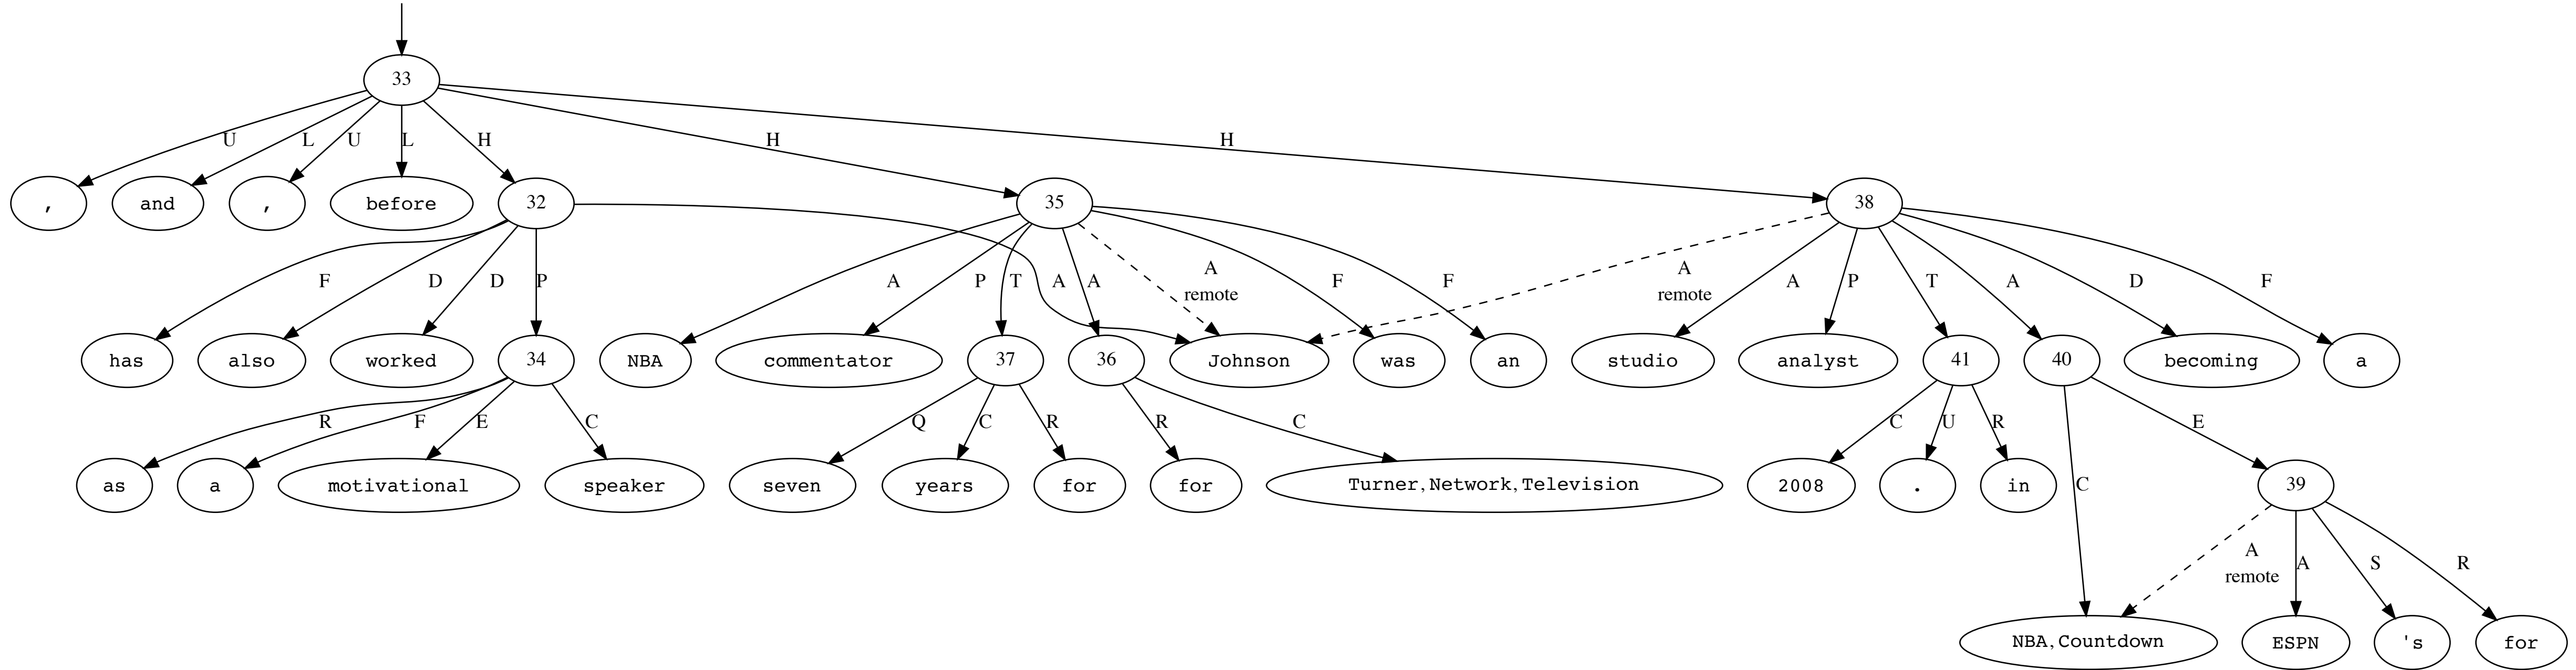 33
U L U L H H H
, and , before 32 35 38
F D D P A A P T A A remote F F A remote A P T A D F
has also worked 34 NBA commentator 37 36 Johnson was an studio analyst 41 40 becoming a
R F E C Q C R R C C U R E
as a motivational speaker seven years for for Turner,Network,Television 2008 . in 39
C A remote A S R
NBA,Countdown ESPN 's for